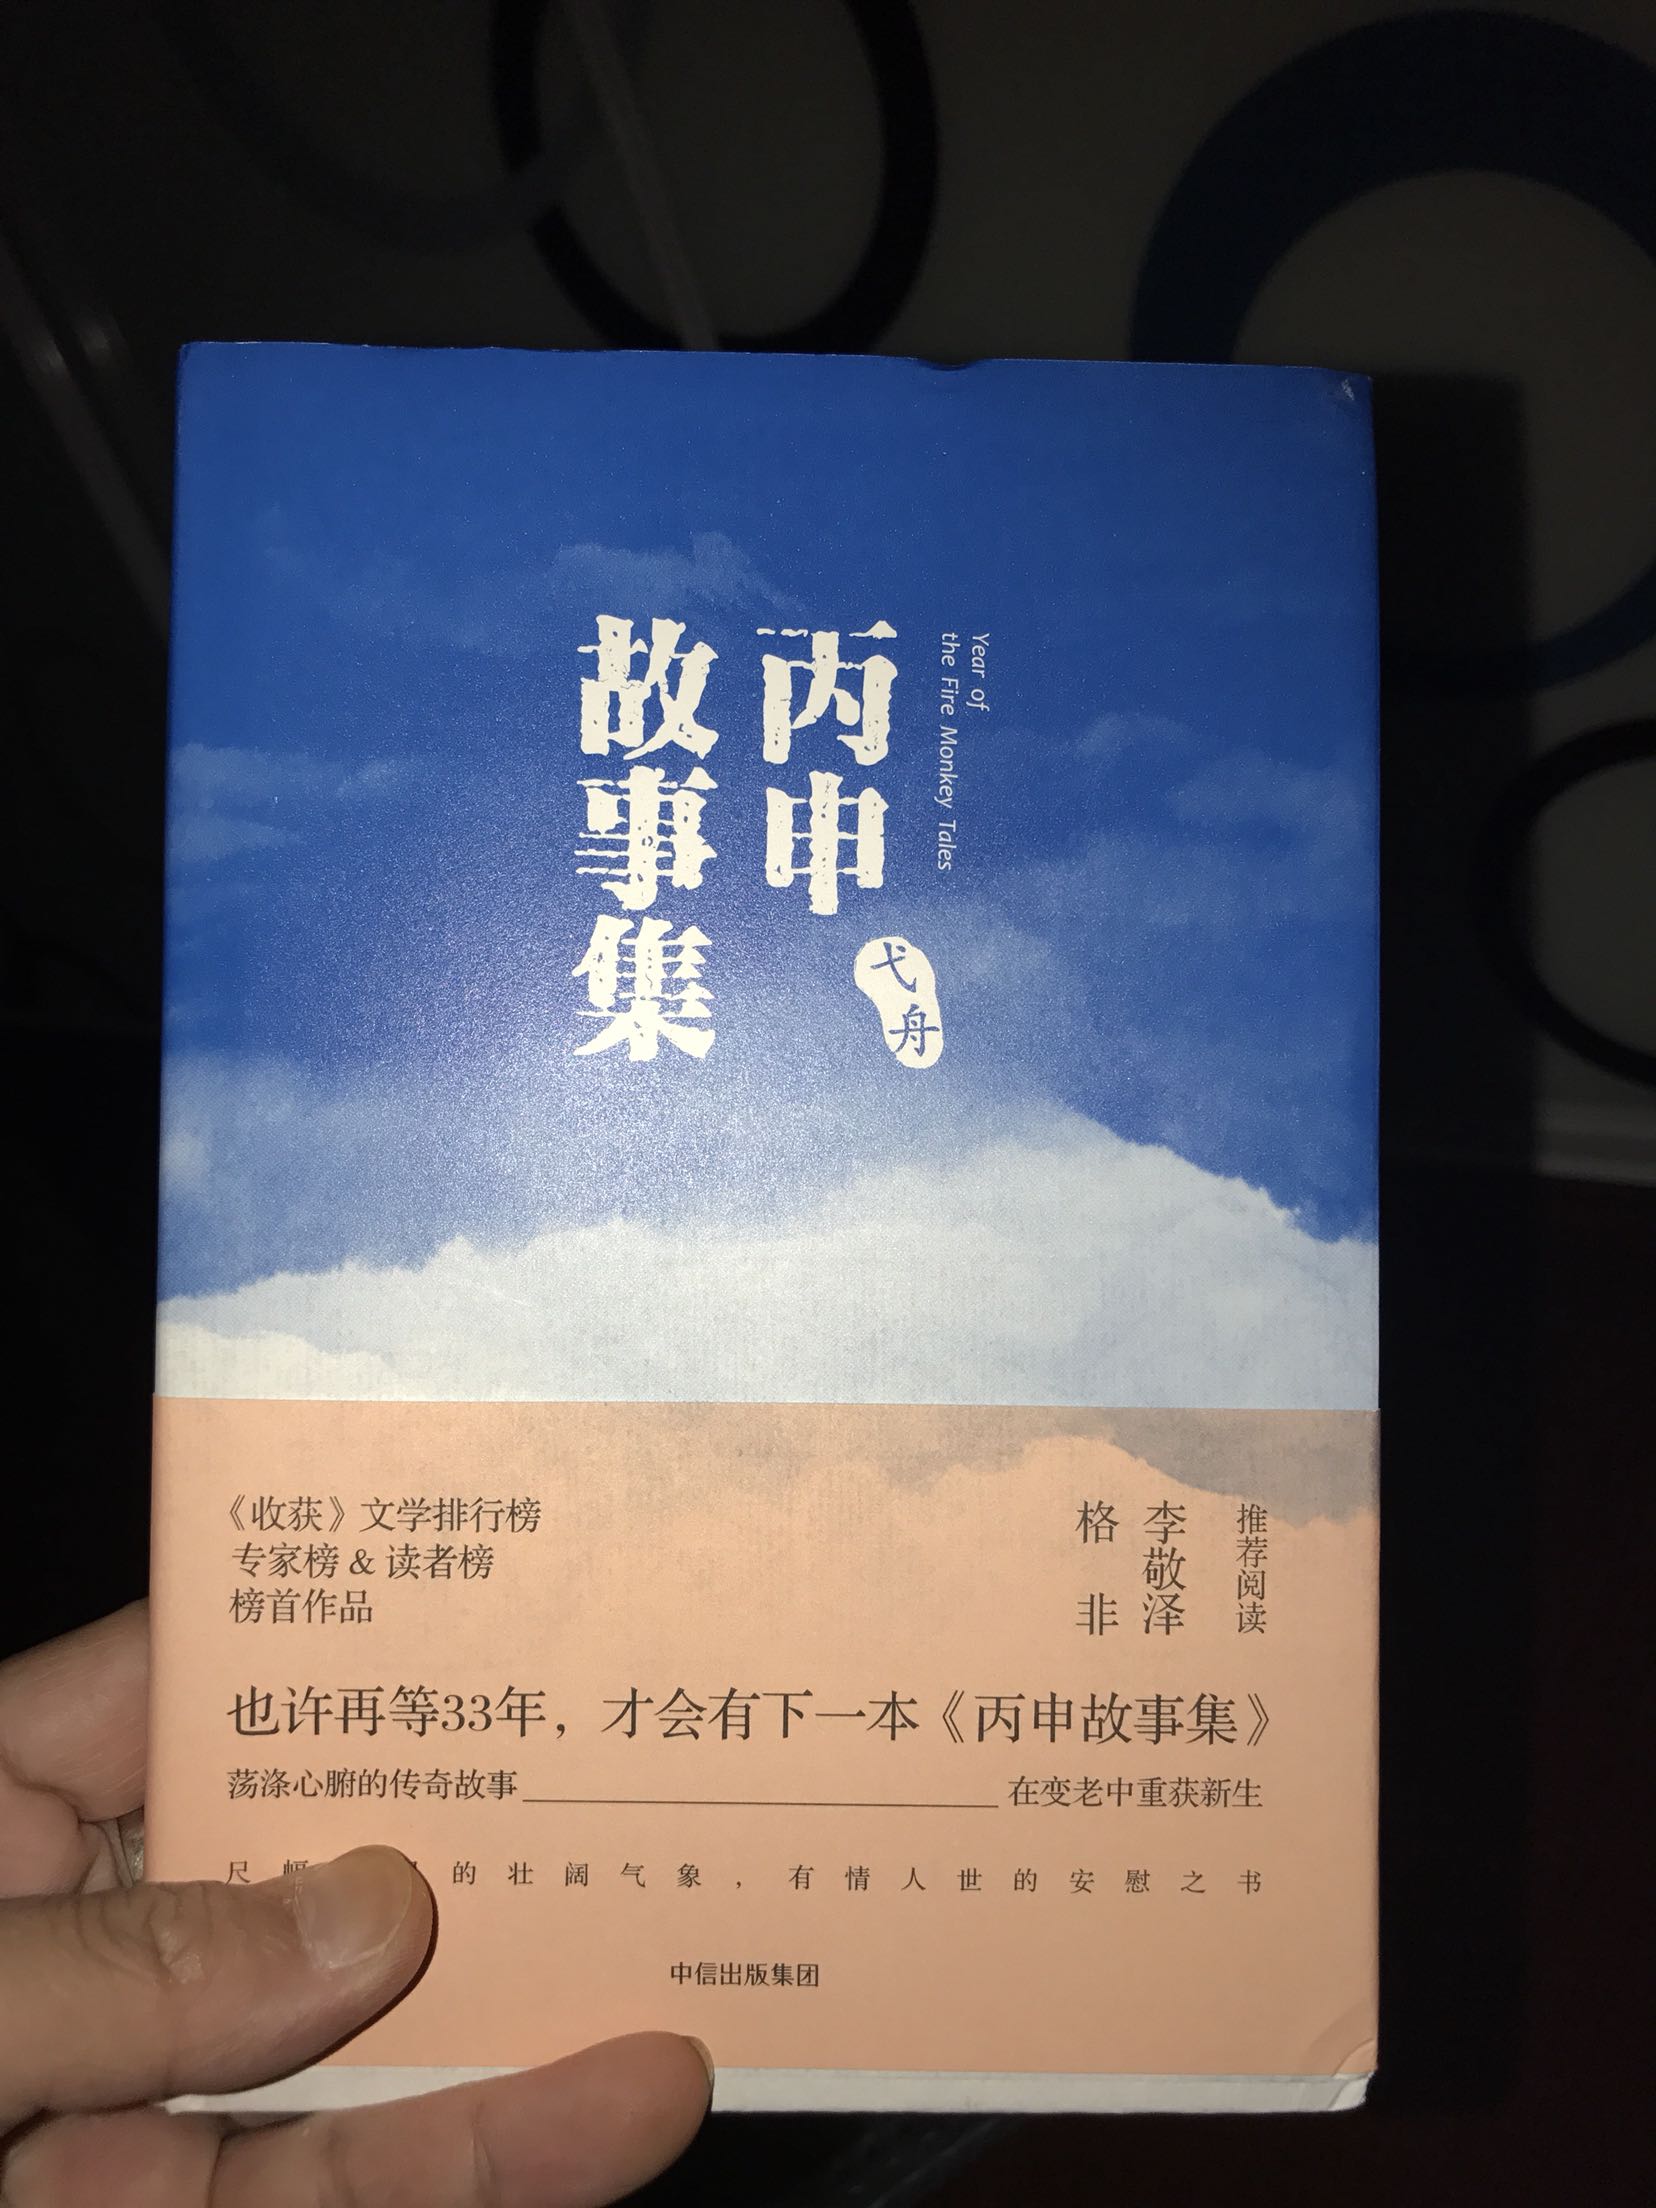 Year of
the Fire Monkey Tales
丙申
故事集
弋舟
《收获》文学排行榜
专家榜 & 读者榜
榜首作品
推荐阅读
李敬泽
格非
也许再等33年，才会有下一本《丙申故事集》
荡涤心腑的传奇故事 在变老中重获新生
尺幅 的壮阔气象，有情人世的安慰之书
中信出版集团